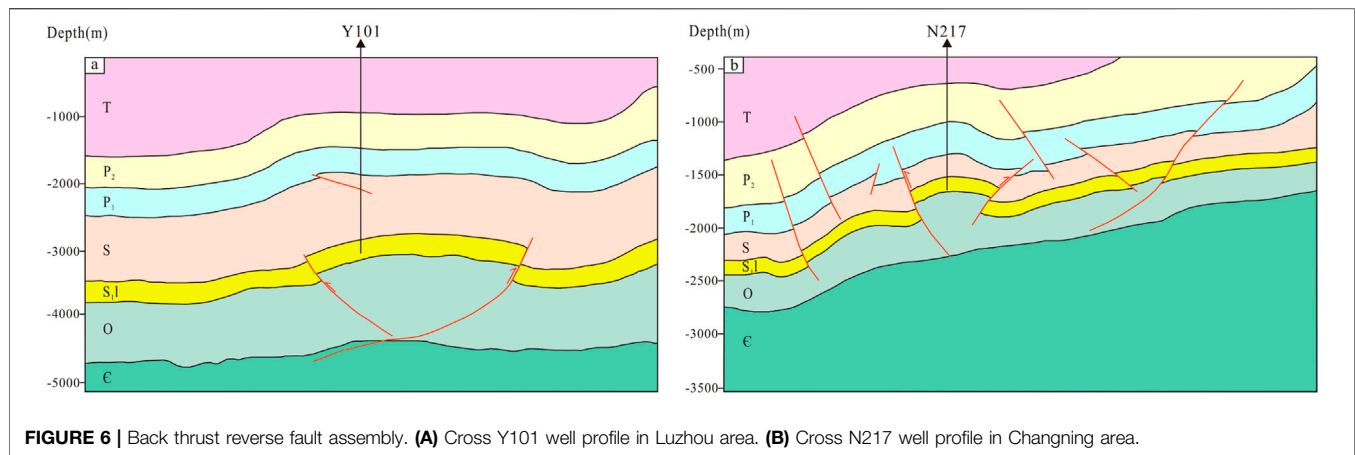 Depth(m)
Y101
a
T
-1000
P₂
-2000
P₁
S
-3000
S₁l
-4000
O
-5000
Є
Depth(m)
N217
b
-500
T
-1000
-1500
P₂
P₁
-2000
S
S₁l
-2500
O
-3000
Є
-3500
FIGURE 6 | Back thrust reverse fault assembly. (A) Cross Y101 well profile in Luzhou area. (B) Cross N217 well profile in Changning area.